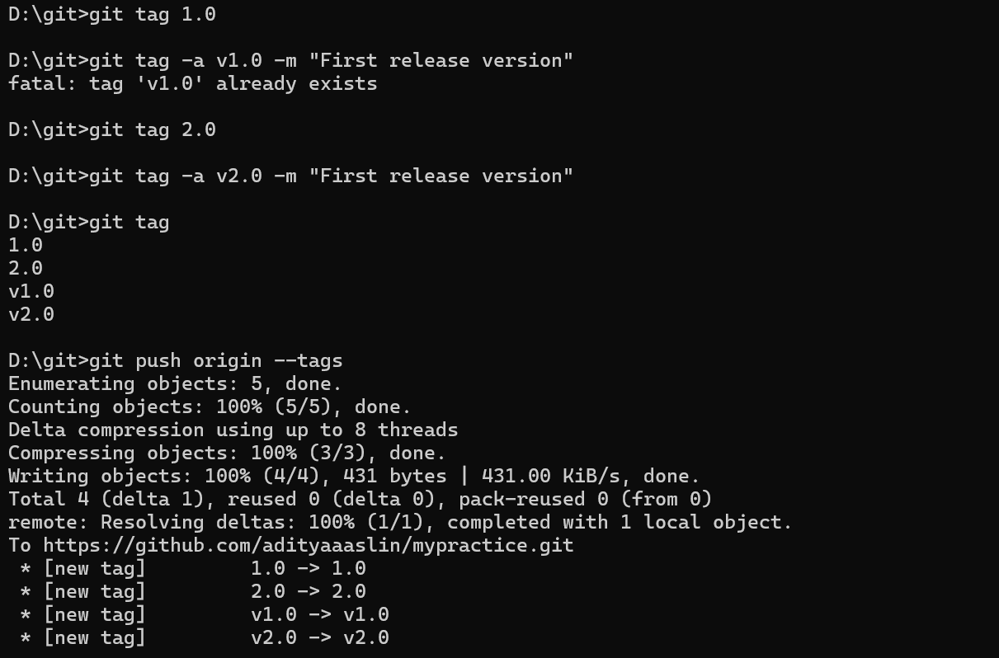 D:\git>git tag 1.0
D:\git>git tag -a v1.0 -m "First release version"
fatal: tag 'v1.0' already exists
D:\git>git tag 2.0
D:\git>git tag -a v2.0 -m "First release version"
D:\git>git tag
1.0
2.0
v1.0
v2.0
D:\git>git push origin --tags
Enumerating objects: 5, done.
Counting objects: 100% (5/5), done.
Delta compression using up to 8 threads
Compressing objects: 100% (3/3), done.
Writing objects: 100% (4/4), 431 bytes | 431.00 KiB/s, done.
Total 4 (delta 1), reused 0 (delta 0), pack-reused 0 (from 0)
remote: Resolving deltas: 100% (1/1), completed with 1 local object.
To https://github.com/adityaaaslin/mypractice.git
 * [new tag]         1.0 -> 1.0
 * [new tag]         2.0 -> 2.0
 * [new tag]         v1.0 -> v1.0
 * [new tag]         v2.0 -> v2.0